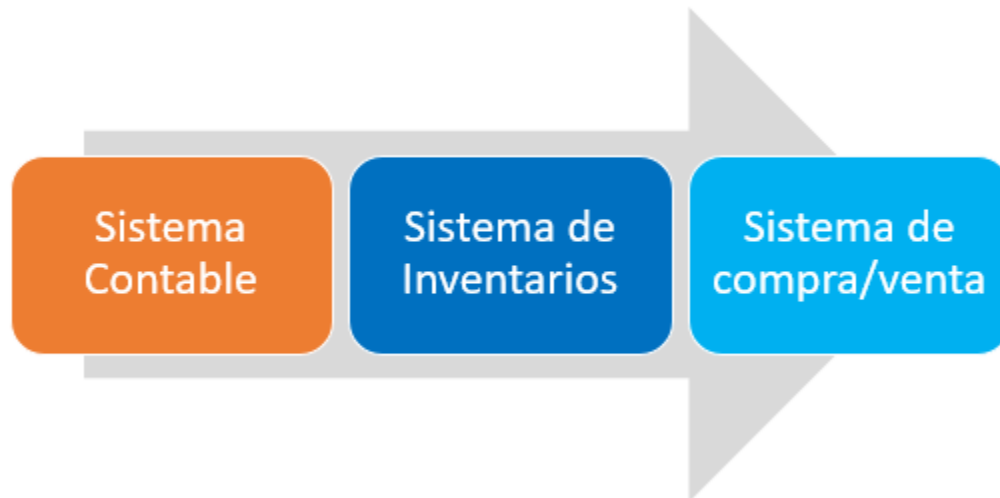 Sistema
Contable
Sistema de
Inventarios
Sistema de
compra/venta